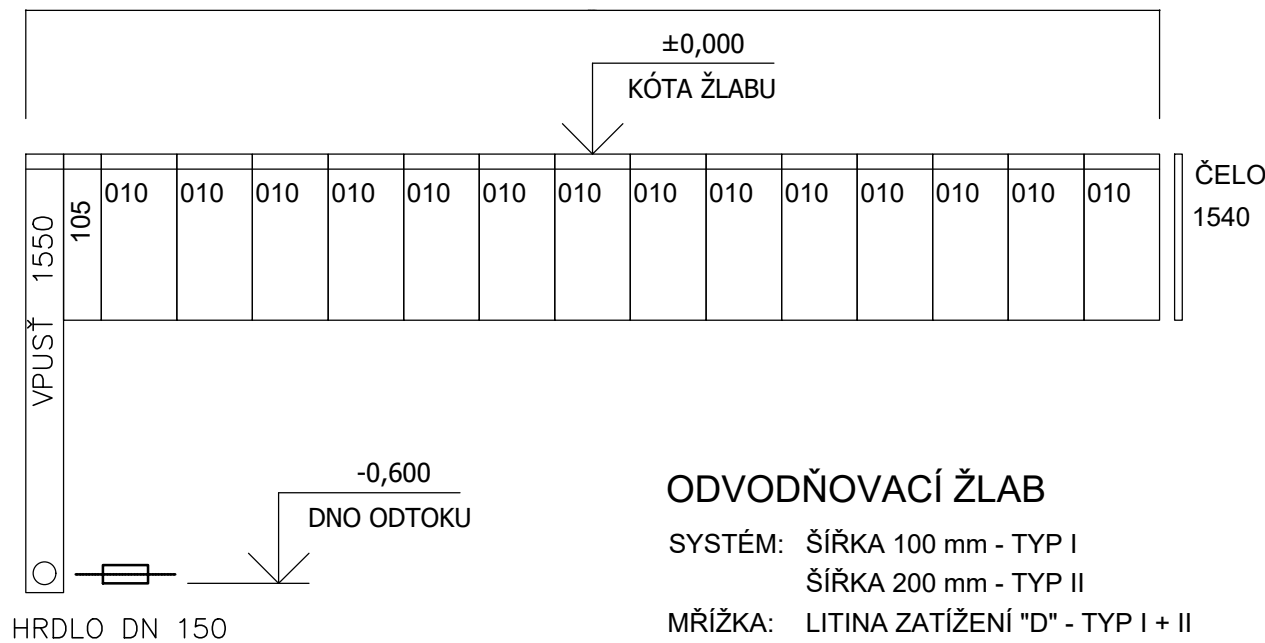 ±0,000
KÓTA ŽLABU
VPUSŤ 1550
105
010 010 010 010 010 010 010 010 010 010 010 010 010 010
ČELO
1540
-0,600
DNO ODTOKU
HRDLO DN 150
ODVODŇOVACÍ ŽLAB
SYSTÉM: ŠÍŘKA 100 mm - TYP I
ŠÍŘKA 200 mm - TYP II
MŘÍŽKA: LITINA ZATÍŽENÍ "D" - TYP I + II